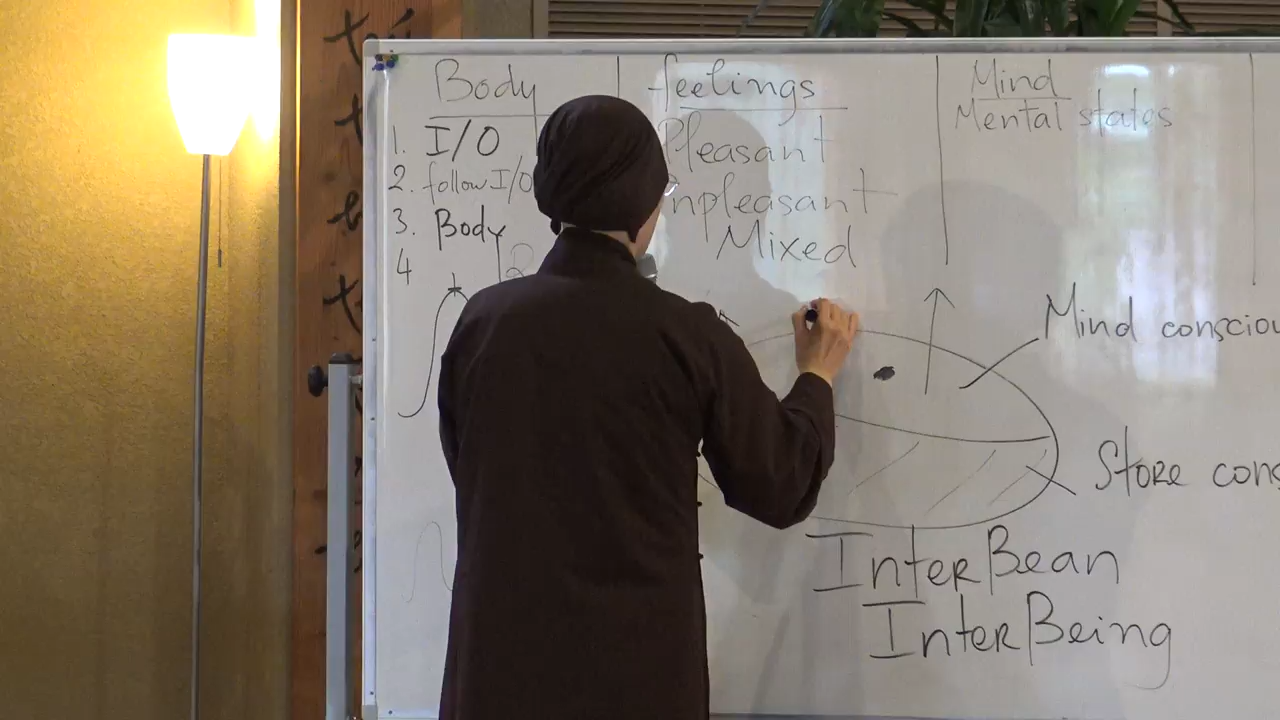 Body
1. I/O
2. follow I/O
3. Body
4
feelings
Pleasant
npleasant
Mixed
Mind
Mental states
Mind consciou
Store cons
InterBean
InterBeing